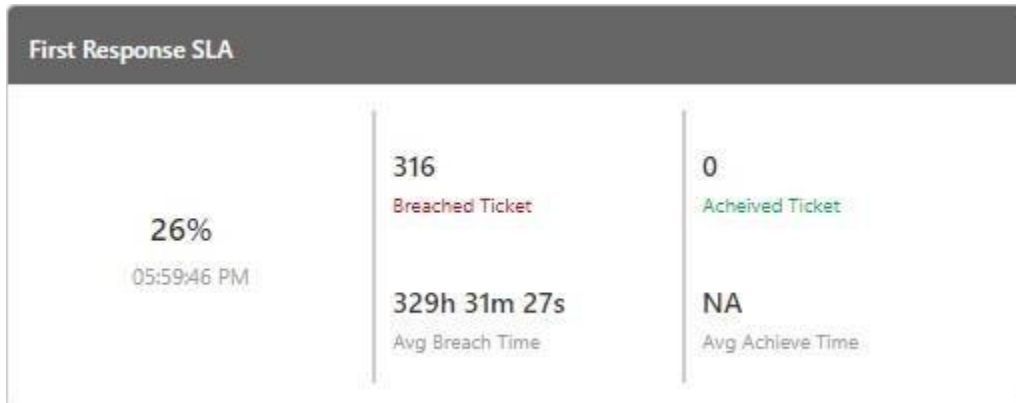 First Response SLA
26%
05:59:46 PM
316
Breached Ticket
329h 31m 27s
Avg Breach Time
0
Acheived Ticket
NA
Avg Achieve Time